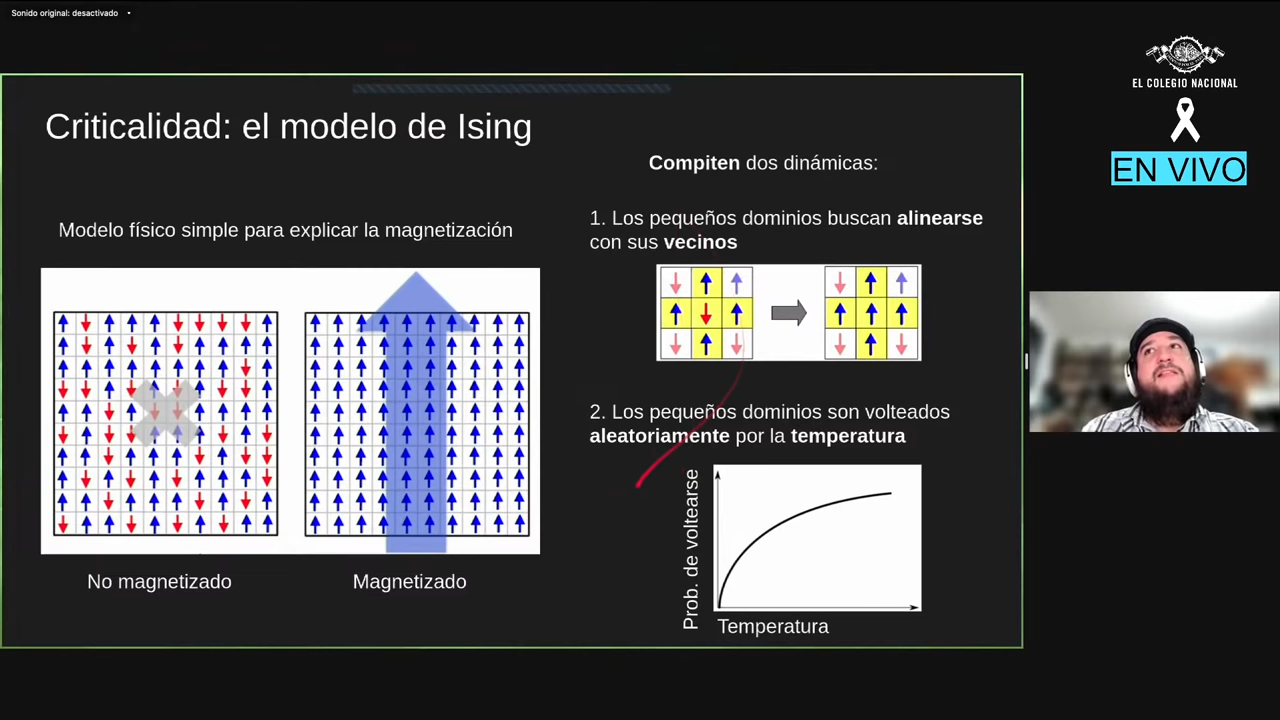 Sonido original: desactivado
EL COLEGIO NACIONAL
EN VIVO
Criticalidad: el modelo de Ising
Modelo físico simple para explicar la magnetización
No magnetizado
Magnetizado
Compiten dos dinámicas:
1. Los pequeños dominios buscan alinearse
con sus vecinos
2. Los pequeños dominios son volteados
aleatoriamente por la temperatura
Prob. de voltearse
Temperatura